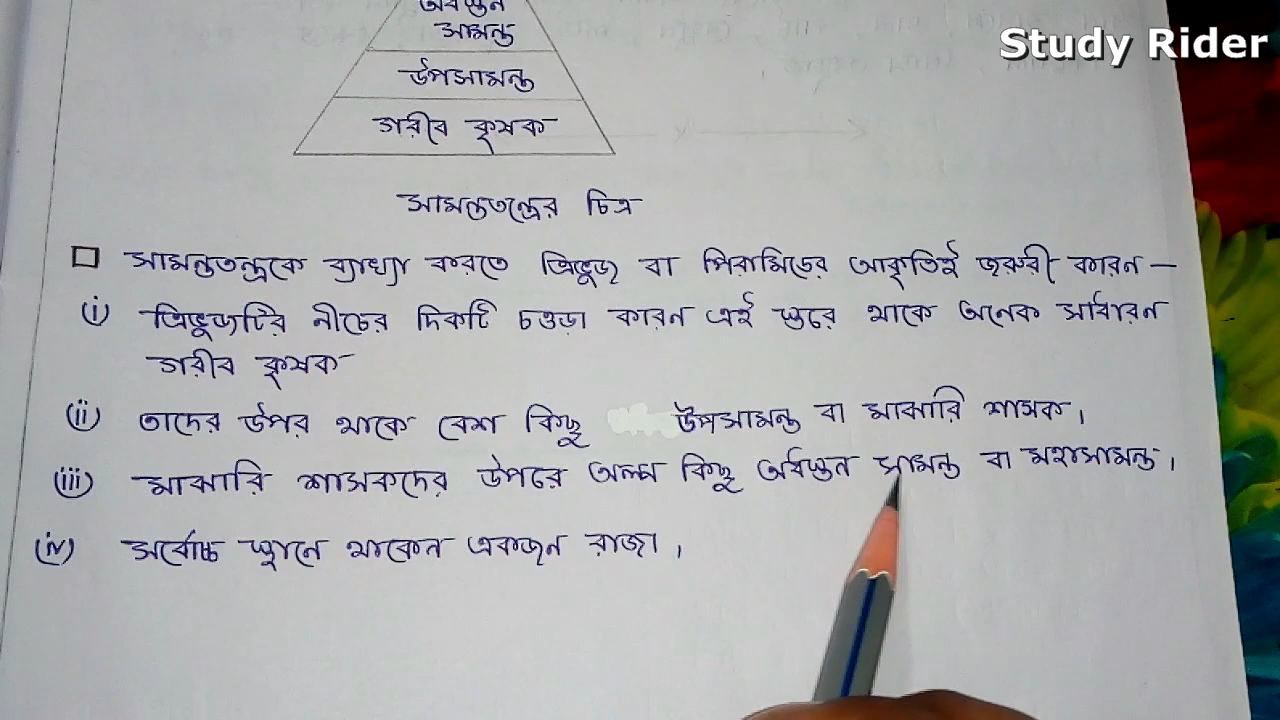 Study Rider
অধস্তন
সামন্ত
উপসামন্ত
গরীব কৃষক
সামন্ততন্ত্রের চিত্র
সামন্ততন্ত্রকে ব্যাখ্যা করতে ত্রিভুজ বা পিরামিডের আকৃতিই জরুরী কারন —
(i) ত্রিভুজটির নীচের দিকটি চওড়া কারন এই স্তরে থাকে অনেক সাধারন
গরীব কৃষক
(ii) তাদের উপর থাকে বেশ কিছু উপসামন্ত বা মাঝারি শাসক।
(iii) মাঝারি শাসকদের উপরে অল্প কিছু অধস্তন সামন্ত বা মহাসামন্ত।
(iv) সর্বোচ্চ স্থানে থাকেন একজন রাজা।